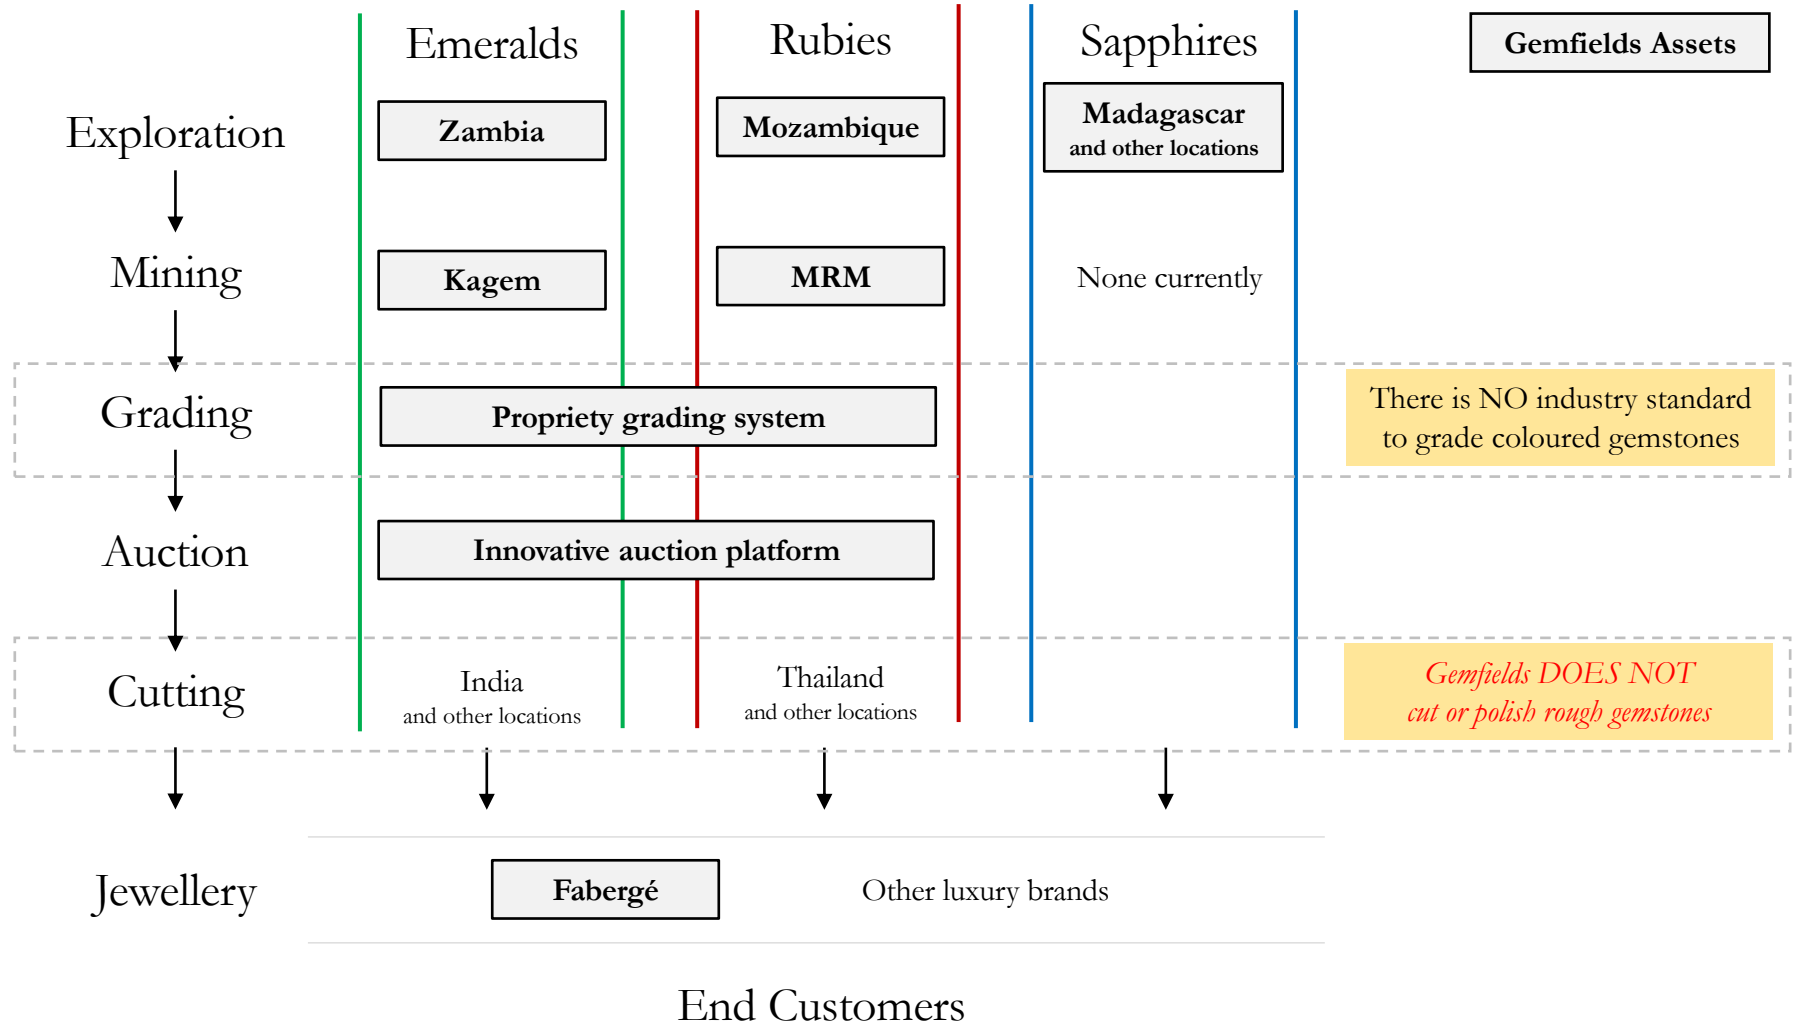 Emeralds
Rubies
Sapphires
Gemfields Assets
Exploration
Zambia
Mozambique
Madagascar
and other locations
Mining
Kagem
MRM
None currently
Grading
Propriety grading system
There is NO industry standard
to grade coloured gemstones
Auction
Innovative auction platform
Cutting
India
and other locations
Thailand
and other locations
Gemfields DOES NOT
cut or polish rough gemstones
Jewellery
Fabergé
Other luxury brands
End Customers